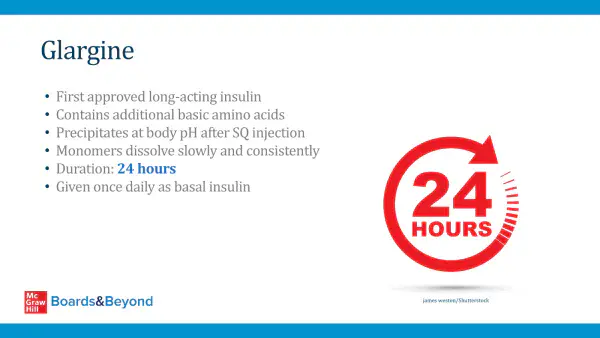 Glargine
• First approved long-acting insulin
• Contains additional basic amino acids
• Precipitates at body pH after SQ injection
• Monomers dissolve slowly and consistently
• Duration: 24 hours
• Given once daily as basal insulin
24
HOURS
james weston/Shutterstock
Mc
Graw
Hill
Boards&Beyond